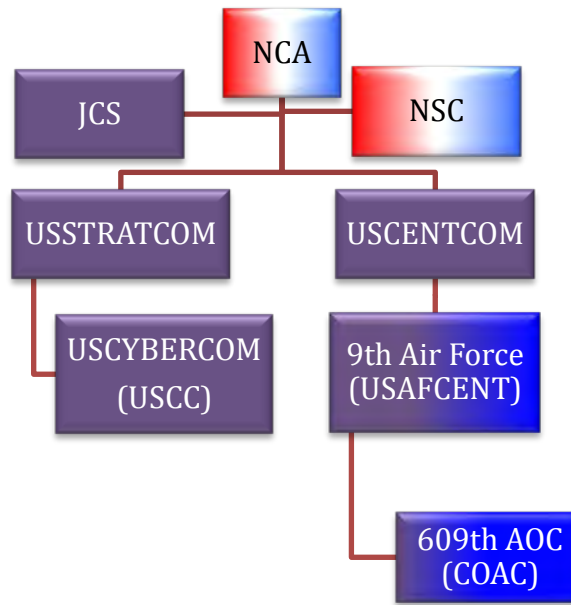 NCA
JCS
NSC
USSTRATCOM
USCENTCOM
USCYBERCOM
(USCC)
9th Air Force
(USAFCENT)
609th AOC
(COAC)